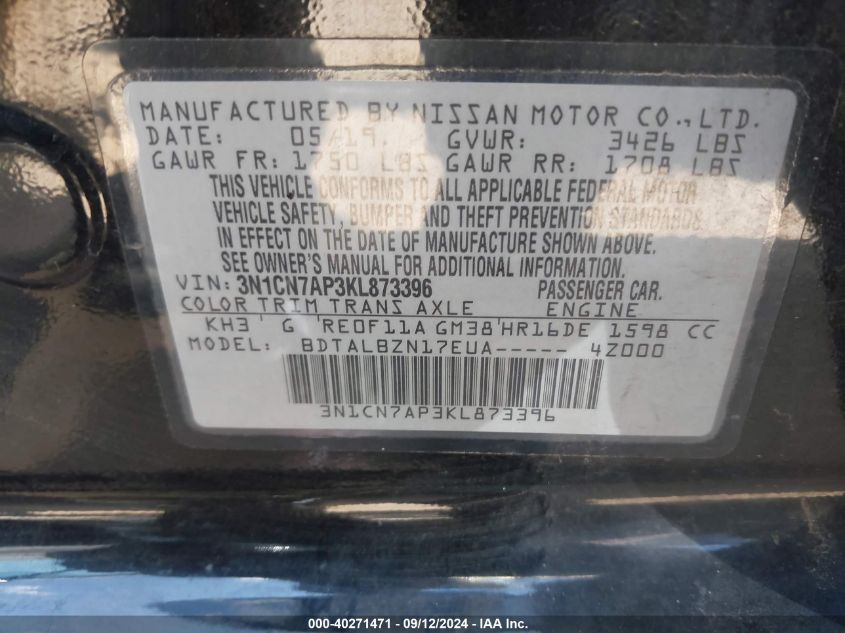 MANUFACTURED BY NISSAN MOTOR CO.,LTD.
DATE: 05/19. GVWR: 3426 LBS
GAWR FR: 1750 LBS GAWR RR: 1708 LBS
THIS VEHICLE CONFORMS TO ALL APPLICABLE FEDERAL MOTOR
VEHICLE SAFETY, BUMPER AND THEFT PREVENTION STANDARDS
IN EFFECT ON THE DATE OF MANUFACTURE SHOWN ABOVE.
SEE OWNER'S MANUAL FOR ADDITIONAL INFORMATION.
VIN: 3N1CN7AP3KL873396 PASSENGER CAR.
COLOR TRIM TRANS AXLE ENGINE
KH3 G RE0F11A GM38 HR16DE 1598 CC
MODEL: BDTALBZN17EUA----- 4Z000
3N1CN7AP3KL873396
300-40271471 - 09/12/2024 - IAA Inc.